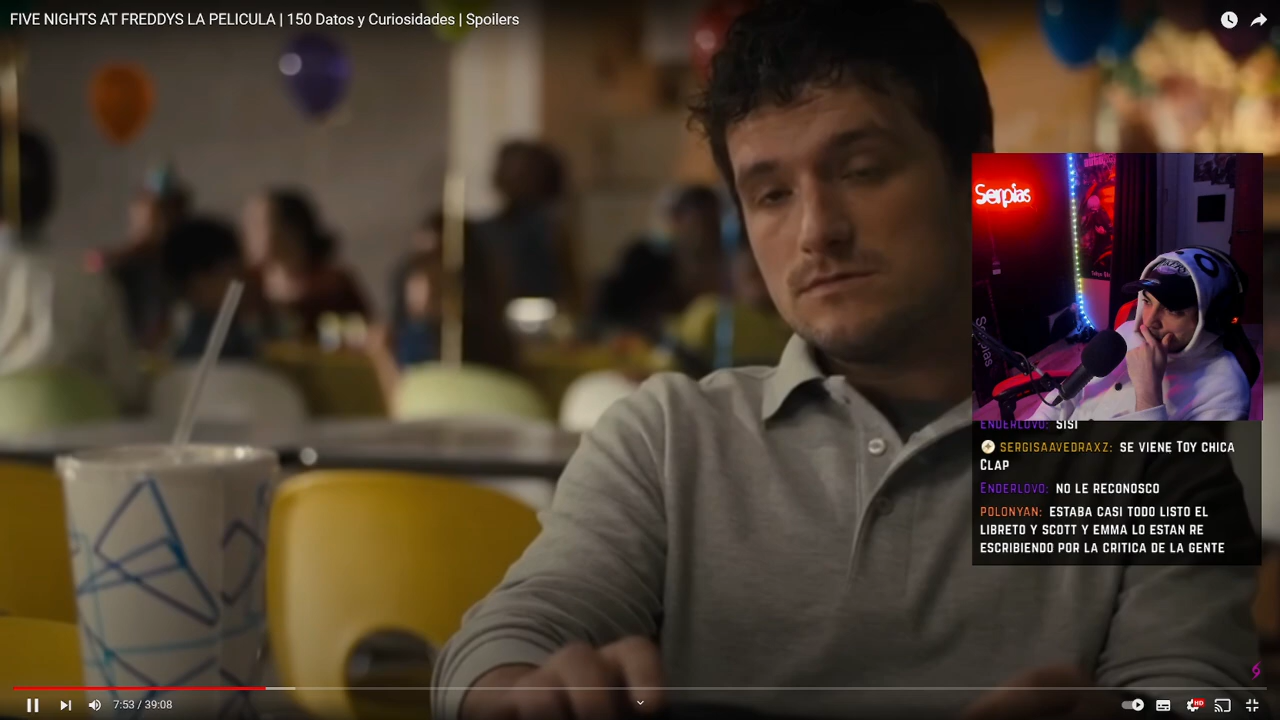 FIVE NIGHTS AT FREDDYS LA PELICULA | 150 Datos y Curiosidades | Spoilers
Serpias
Serpias
ENDERLOVO: SISI
SERGISAAVEDRAXZ: SE VIENE TOY CHICA
CLAP
ENDERLOVO: NO LE RECONOSCO
POLONYAN: ESTABA CASI TODO LISTO EL
LIBRETO Y SCOTT Y EMMA LO ESTAN RE
ESCRIBIENDO POR LA CRITICA DE LA GENTE
7:53 / 39:08
HD